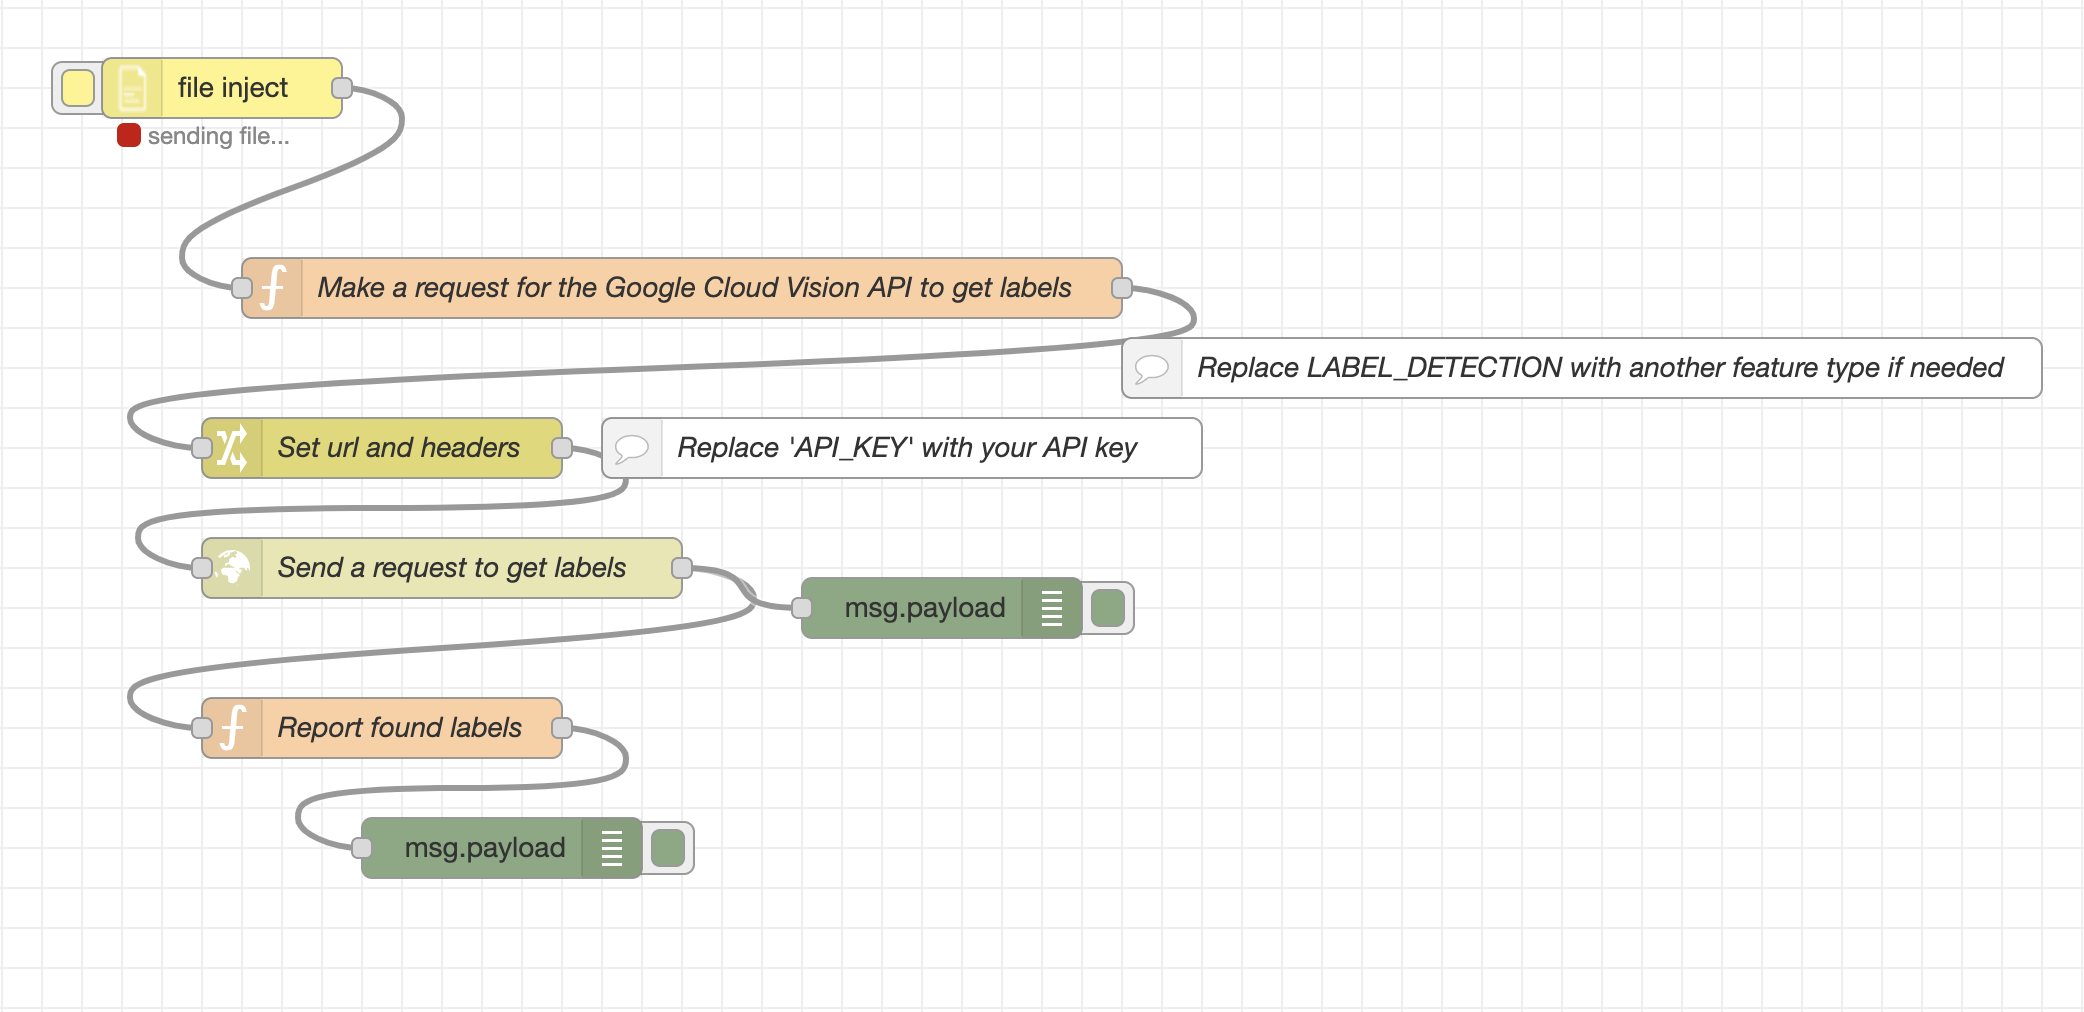 file inject
sending file...
Make a request for the Google Cloud Vision API to get labels
Replace LABEL_DETECTION with another feature type if needed
Set url and headers
Replace 'API_KEY' with your API key
Send a request to get labels
msg.payload
Report found labels
msg.payload